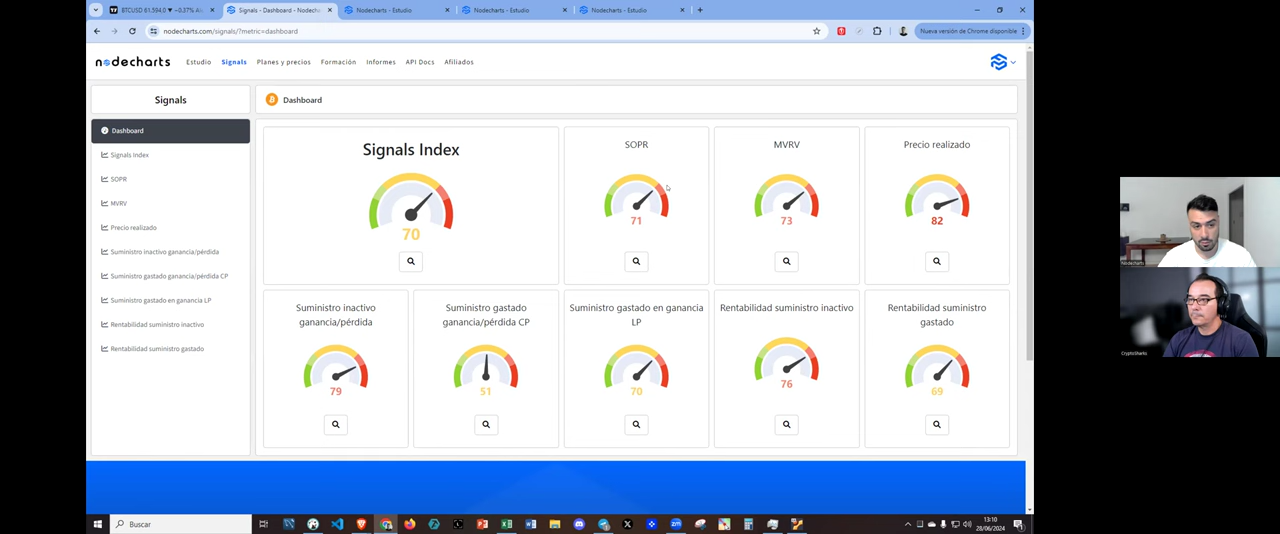 BTCUSD 61.594,0 ▼ −0.37%
Signals - Dashboard - Nodechar
Nodecharts - Estudio
Nodecharts - Estudio
Nodecharts - Estudio
nodecharts.com/signals/?metric=dashboard
Nueva versión de Chrome disponible
nodecharts
Estudio
Signals
Planes y precios
Formación
Informes
API Docs
Afiliados
Signals
Dashboard
Signals Index
SOPR
MVRV
Precio realizado
Suministro inactivo ganancia/pérdida
Suministro gastado ganancia/pérdida CP
Suministro gastado en ganancia LP
Rentabilidad suministro inactivo
Rentabilidad suministro gastado
Dashboard
Signals Index
70
SOPR
71
MVRV
73
Precio realizado
82
Suministro inactivo
ganancia/pérdida
79
Suministro gastado
ganancia/pérdida CP
51
Suministro gastado en ganancia
LP
70
Rentabilidad suministro inactivo
76
Rentabilidad suministro
gastado
69
Nodecharts
CryptoSharks
Buscar
13:10
28/06/2024